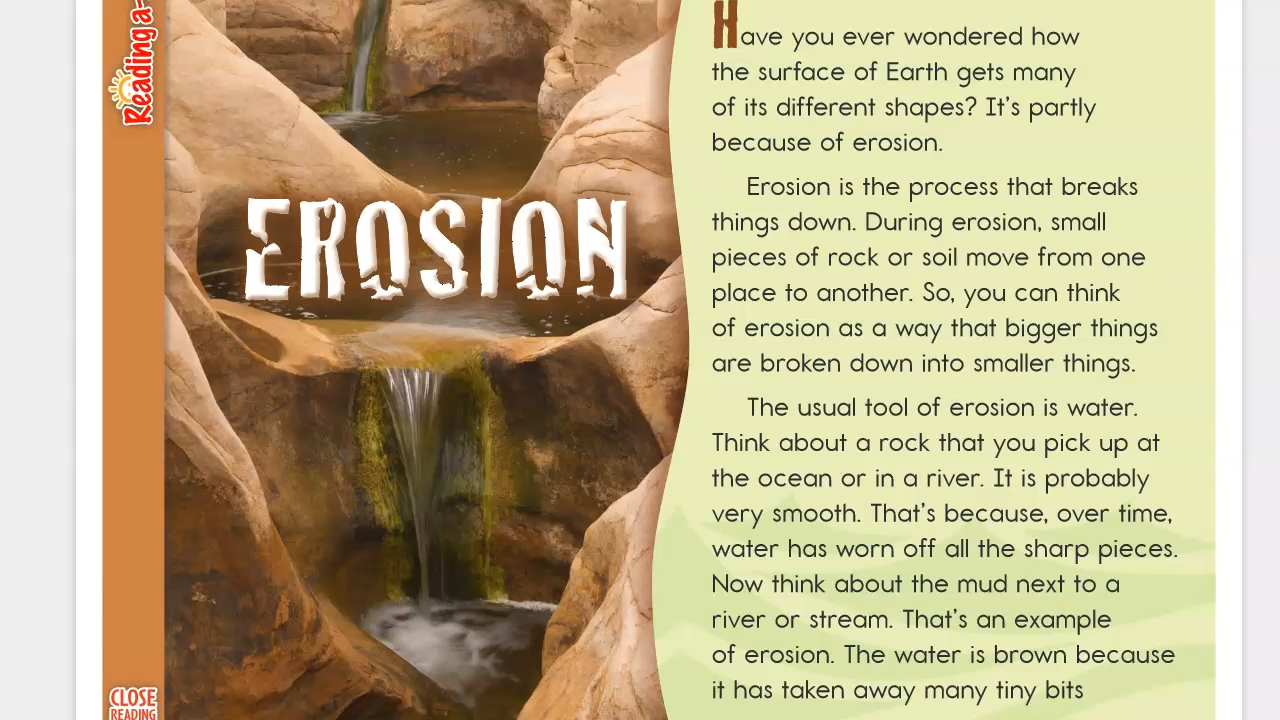 Reading a-
EROSION
CLOSE
READING
Have you ever wondered how
the surface of Earth gets many
of its different shapes? It's partly
because of erosion.
Erosion is the process that breaks
things down. During erosion, small
pieces of rock or soil move from one
place to another. So, you can think
of erosion as a way that bigger things
are broken down into smaller things.
The usual tool of erosion is water.
Think about a rock that you pick up at
the ocean or in a river. It is probably
very smooth. That's because, over time,
water has worn off all the sharp pieces.
Now think about the mud next to a
river or stream. That's an example
of erosion. The water is brown because
it has taken away many tiny bits